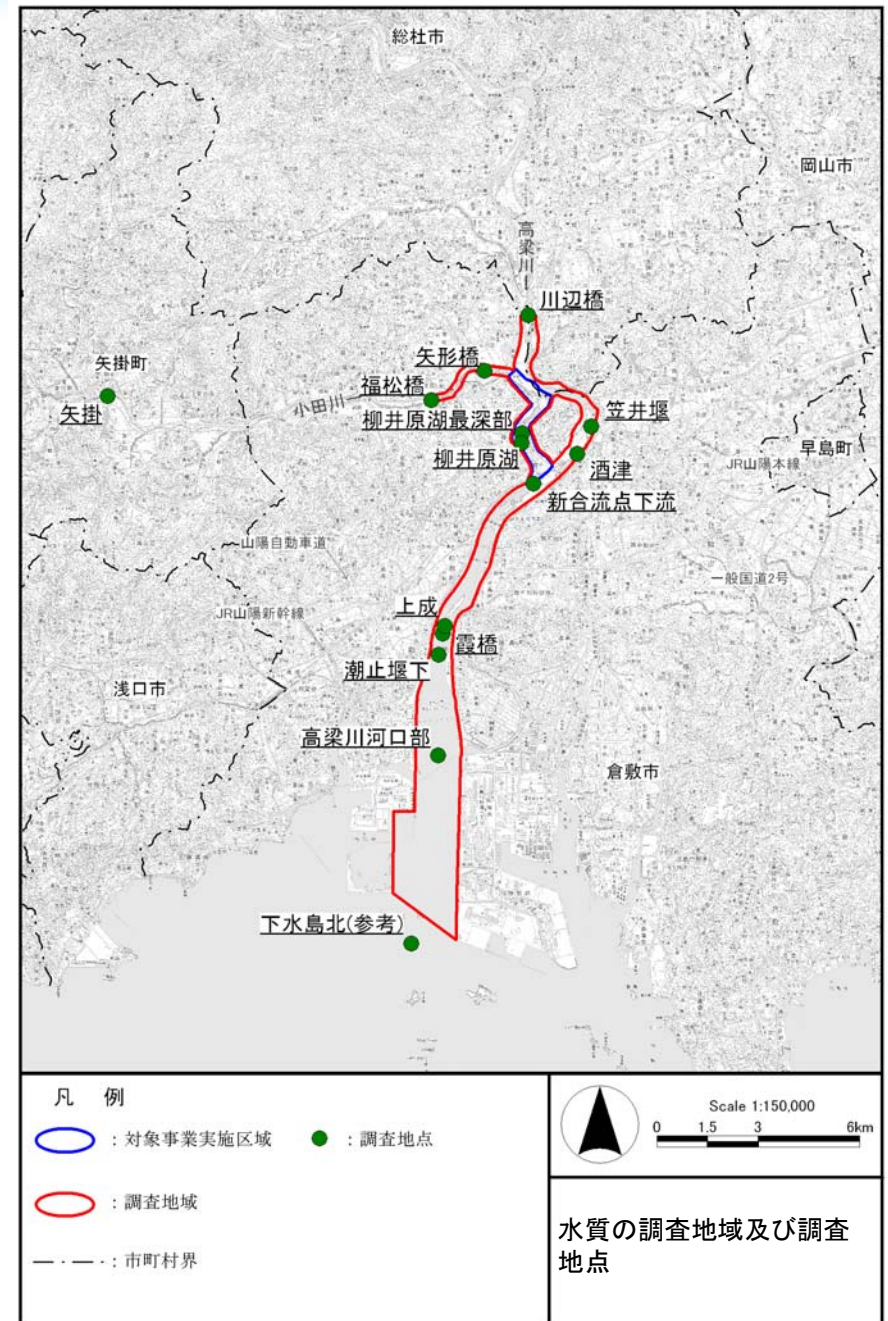 総社市
岡山市
高梁川
川辺橋
矢掛町
矢形橋
福松橋
矢掛
小田川
笠井堰
柳井原湖最深部
早島町
柳井原湖
酒津
JR山陽本線
新合流点下流
山陽自動車道
一般国道2号
JR山陽新幹線
上成
霞橋
潮止堰下
浅口市
高梁川河口部
倉敷市
下水島北(参考)
凡 例
：対象事業実施区域
：調査地点
：調査地域
：市町村界
Scale 1:150,000
0 1.5 3 6km
水質の調査地域及び調査
地点